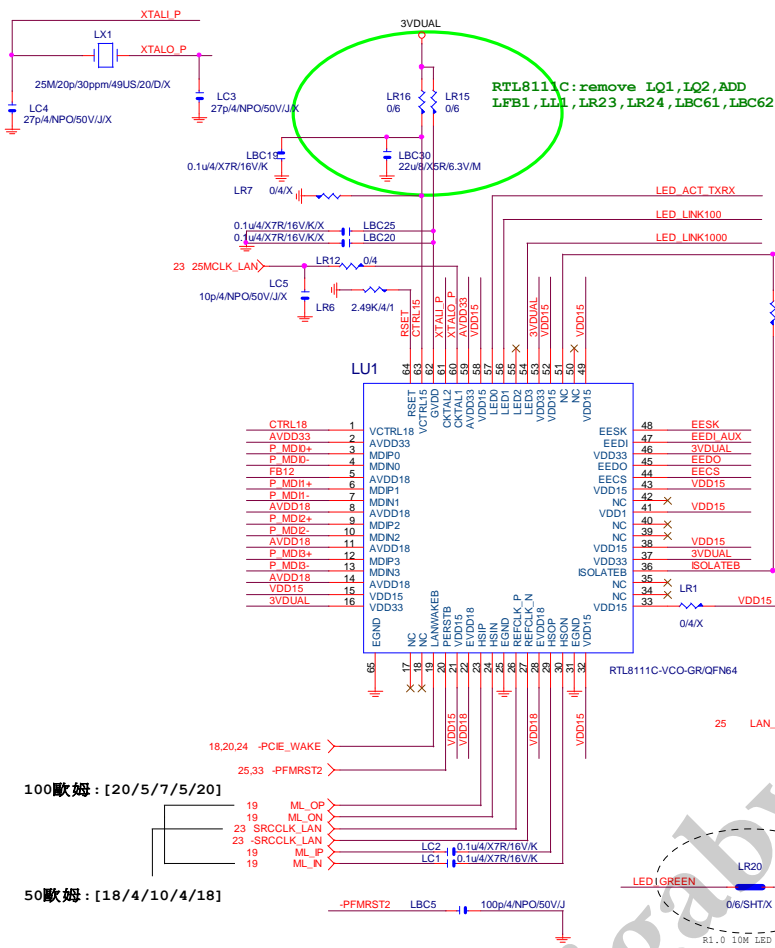 XTALI_P
LX1
XTALO_P
25M/20p/30ppm/49US/20/D/X
LC4
27p/4/NPO/50V/J/X
LC3
27p/4/NPO/50V/J/X
3VDUAL
LR16
0/6
LR15
0/6
RTL8111C:remove LQ1,LQ2,ADD
LFB1,LL1,LR23,LR24,LBC61,LBC62
LBC19
0.1u/4/X7R/16V/K
LBC30
22u/8/X5R/6.3V/M
LR7 0/4/X
0.1u/4/X7R/16V/K/X LBC25
0.1u/4/X7R/16V/K/X LBC20
23 25MCLK_LAN
LR12 0/4
LC5
10p/4/NPO/50V/J/X
LR6 2.49K/4/1
LED_ACT_TXRX
LED_LINK100
LED_LINK1000
RSET
CTRL15
XTALI_P
XTALO_P
AVDD33
VDD15
3VDUAL
VDD15
VDD15
64 63 62 61 60 59 58 57 56 55 54 53 52 51 50 49
LU1
RSET
VCTRL15
GVDD
CKTAL2
CKTAL1
AVDD33
VDD15
LED0
LED1
LED2
LED3
VDD33
VDD15
NC
NC
VDD15
CTRL18 1 VCTRL18
AVDD33 2 AVDD33
P_MDI0+ 3 MDIP0
P_MDI0- 4 MDIN0
FB12 5 AVDD18
P_MDI1+ 6 MDIP1
P_MDI1- 7 MDIN1
AVDD18 8 AVDD18
P_MDI2+ 9 MDIP2
P_MDI2- 10 MDIN2
AVDD18 11 AVDD18
P_MDI3+ 12 MDIP3
P_MDI3- 13 MDIN3
AVDD18 14 AVDD18
VDD15 15 VDD15
3VDUAL 16 VDD33
EESK 48 EESK
EEDI 47 EEDI_AUX
VDD33 46 3VDUAL
EEDO 45 EEDO
EECS 44 EECS
VDD15 43 VDD15
NC 42
VDD1 41 VDD15
NC 40
NC 39
VDD15 38 VDD15
VDD33 37 3VDUAL
ISOLATEB 36 ISOLATEB
NC 35
NC 34
VDD15 33
LR1
VDD15
0/4/X
EGND
NC
NC
LANWAKEB
PERSTB
VDD15
EVDD18
HSIP
HSIN
EGND
REFCLK_P
REFCLK_N
EVDD18
HSOP
HSON
EGND
VDD15
65 17 18 19 20 21 22 23 24 25 26 27 28 29 30 31 32
RTL8111C-VCO-GR/QFN64
VDD15
VDD18
VDD18
VDD15
18,20,24 -PCIE_WAKE
25,33 -PFMRST2
25 LAN_
100歐姆:[20/5/7/5/20]
19 ML_OP
19 ML_ON
23 SRCCLK_LAN
23 -SRCCLK_LAN
19 ML_IP
19 ML_IN
LC2 0.1u/4/X7R/16V/K
LC1 0.1u/4/X7R/16V/K
50歐姆:[18/4/10/4/18]
-PFMRST2 LBC5 100p/4/NPO/50V/J
LED_GREEN
LR20
0/6/SHT/X
R1.0 10M LED
gab